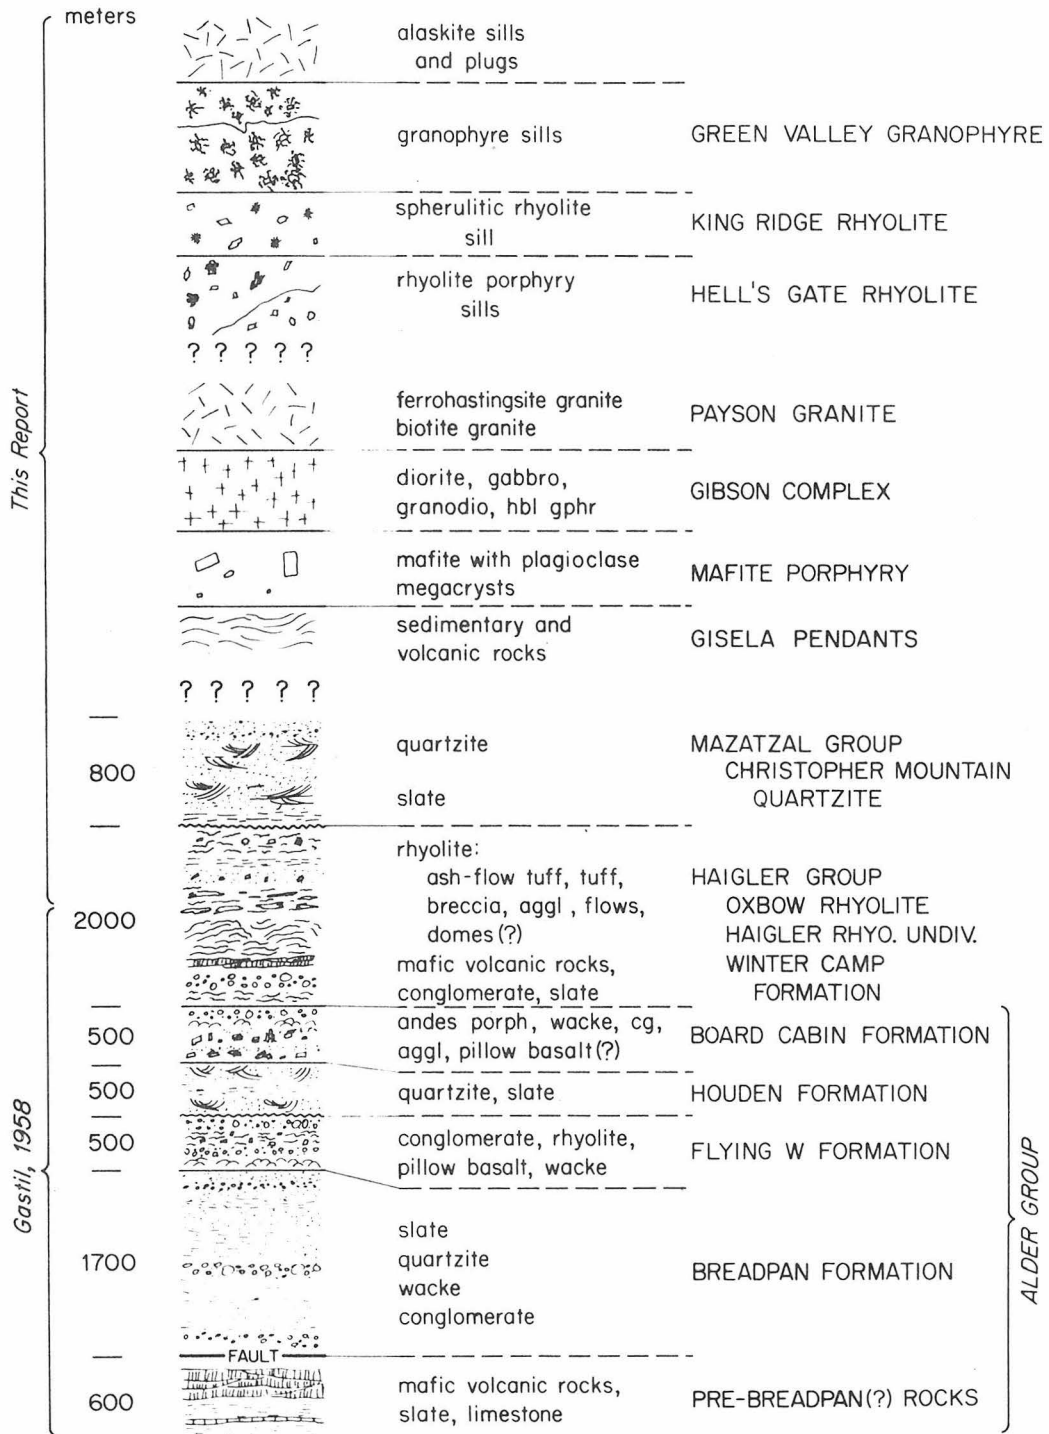 meters
alaskite sills
and plugs
granophyre sills
GREEN VALLEY GRANOPHYRE
spherulitic rhyolite
sill
KING RIDGE RHYOLITE
rhyolite porphyry
sills
HELL'S GATE RHYOLITE
? ? ? ? ?
This Report
ferrohastingsite granite
biotite granite
PAYSON GRANITE
diorite, gabbro,
granodio, hbl gphr
GIBSON COMPLEX
mafite with plagioclase
megacrysts
MAFITE PORPHYRY
sedimentary and
volcanic rocks
GISELA PENDANTS
? ? ? ? ?
800
quartzite
slate
MAZATZAL GROUP
CHRISTOPHER MOUNTAIN
QUARTZITE
2000
rhyolite:
ash-flow tuff, tuff,
breccia, aggl , flows,
domes(?)
mafic volcanic rocks,
conglomerate, slate
HAIGLER GROUP
OXBOW RHYOLITE
HAIGLER RHYO. UNDIV.
WINTER CAMP
FORMATION
500
andes porph, wacke, cg,
aggl, pillow basalt(?)
BOARD CABIN FORMATION
500
quartzite, slate
HOUDEN FORMATION
500
conglomerate, rhyolite,
pillow basalt, wacke
FLYING W FORMATION
Gastil, 1958
1700
slate
quartzite
wacke
conglomerate
BREADPAN FORMATION
ALDER GROUP
FAULT
600
mafic volcanic rocks,
slate, limestone
PRE-BREADPAN(?) ROCKS